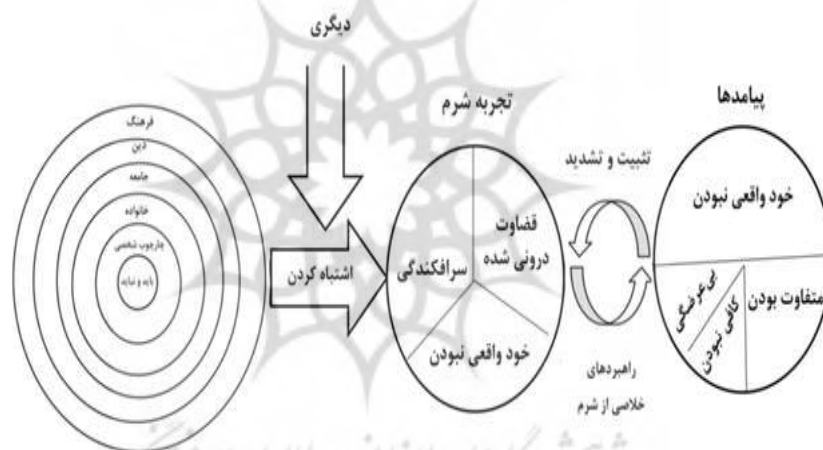 دیگری
پیامدها
تجربه شرم
فرهنگ
دین
جامعه
خانواده
چارچوب شخصی
باید و نباید
اشتباه کردن
سرافکندگی
قضاوت
درونی شده
خود واقعی نبودن
تثبیت و تشدید
راهبردهای
خلاصی از شرم
خود واقعی نبودن
متفاوت بودن
کافی نبودن
بی‌عرضگی